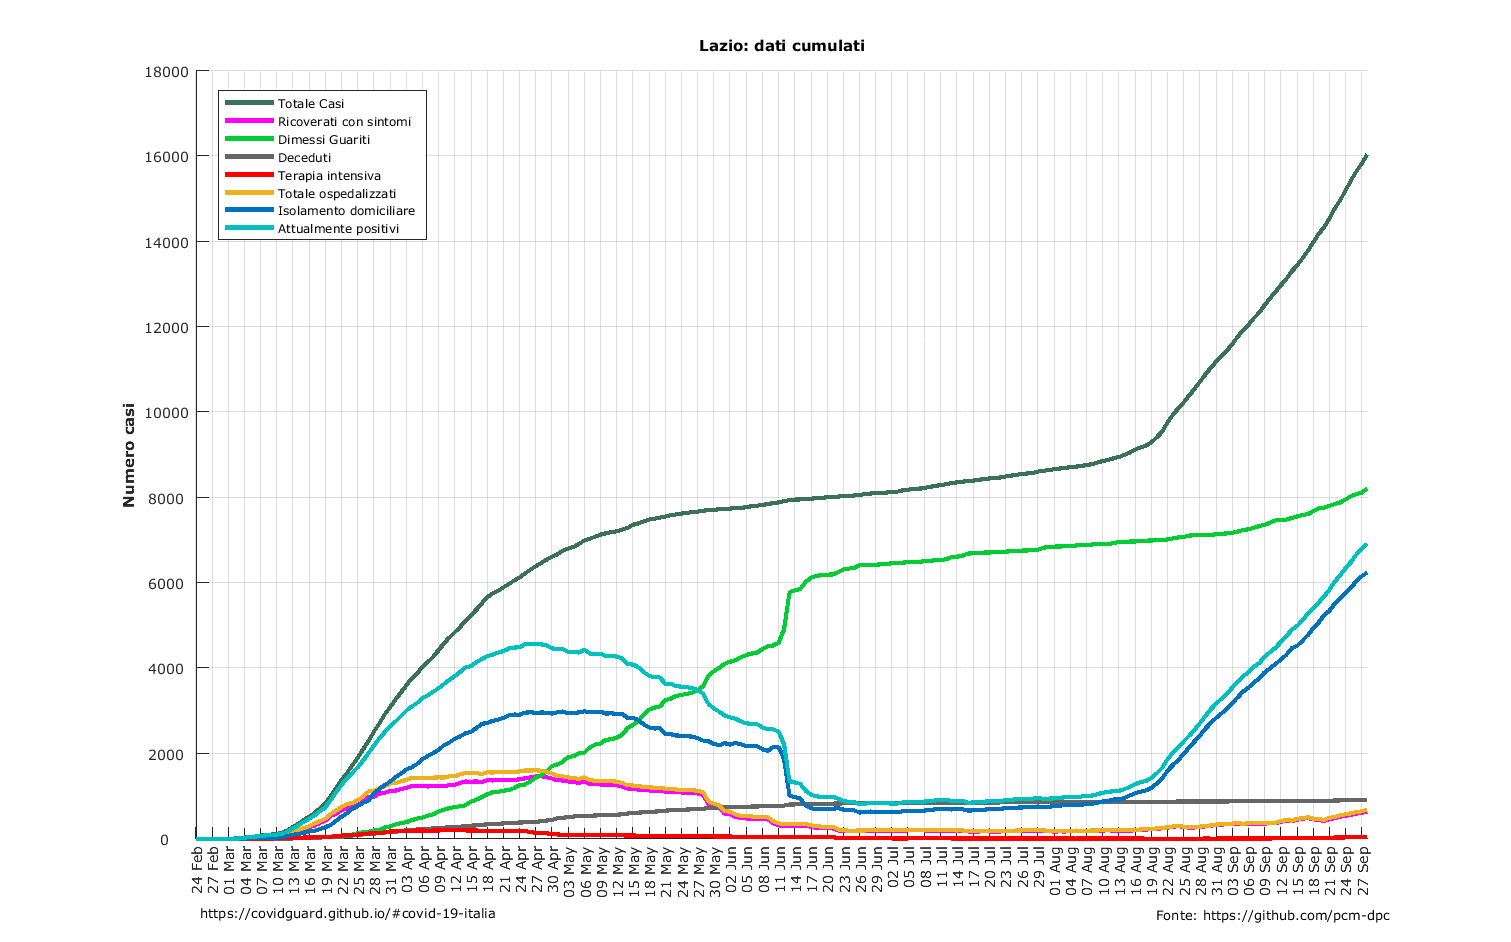 Lazio: dati cumulati
18000
16000
14000
12000
10000
8000
6000
4000
2000
0
Numero casi
Totale Casi
Ricoverati con sintomi
Dimessi Guariti
Deceduti
Terapia intensiva
Totale ospedalizzati
Isolamento domiciliare
Attualmente positivi
24 Feb
27 Feb
01 Mar
04 Mar
07 Mar
10 Mar
13 Mar
16 Mar
19 Mar
22 Mar
25 Mar
28 Mar
31 Mar
03 Apr
06 Apr
09 Apr
12 Apr
15 Apr
18 Apr
21 Apr
24 Apr
27 Apr
30 Apr
03 May
06 May
09 May
12 May
15 May
18 May
21 May
24 May
27 May
30 May
02 Jun
05 Jun
08 Jun
11 Jun
14 Jun
17 Jun
20 Jun
23 Jun
26 Jun
29 Jun
02 Jul
05 Jul
08 Jul
11 Jul
14 Jul
17 Jul
20 Jul
23 Jul
26 Jul
29 Jul
01 Aug
04 Aug
07 Aug
10 Aug
13 Aug
16 Aug
19 Aug
22 Aug
25 Aug
28 Aug
31 Aug
03 Sep
06 Sep
09 Sep
12 Sep
15 Sep
18 Sep
21 Sep
24 Sep
27 Sep
https://covidguard.github.io/#covid-19-italia
Fonte: https://github.com/pcm-dpc